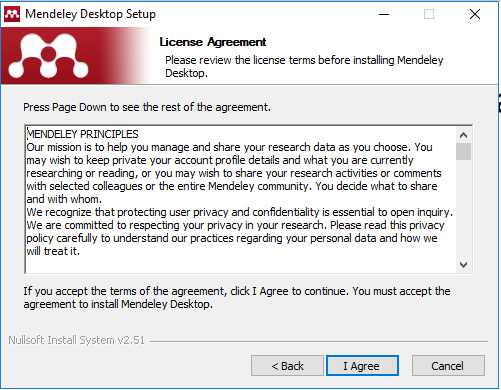 Mendeley Desktop Setup
License Agreement
Please review the license terms before installing Mendeley
Desktop.
Press Page Down to see the rest of the agreement.
MENDELEY PRINCIPLES
Our mission is to help you manage and share your research data as you choose. You
may wish to keep private your account profile details and what you are currently
researching or reading, or you may wish to share your research activities or comments
with selected colleagues or the entire Mendeley community. You decide what to share
and with whom.
We recognize that protecting user privacy and confidentiality is essential to open inquiry.
We are committed to respecting your privacy in your research. Please read this privacy
policy carefully to understand our practices regarding your personal data and how we
will treat it.
If you accept the terms of the agreement, click I Agree to continue. You must accept the
agreement to install Mendeley Desktop.
Nullsoft Install System v2.51
< Back
I Agree
Cancel